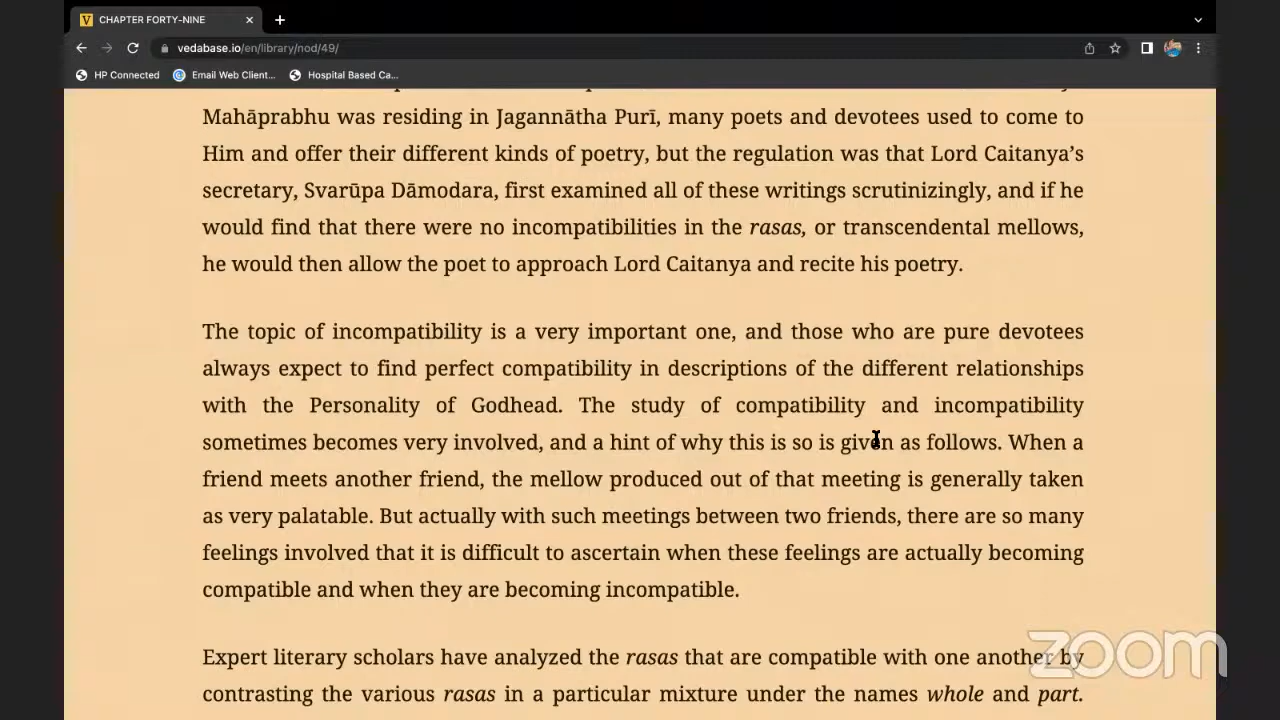 CHAPTER FORTY-NINE
vedabase.io/en/library/nod/49/
HP Connected Email Web Client... Hospital Based Ca...
Mahāprabhu was residing in Jagannātha Purī, many poets and devotees used to come to
Him and offer their different kinds of poetry, but the regulation was that Lord Caitanya’s
secretary, Svarūpa Dāmodara, first examined all of these writings scrutinizingly, and if he
would find that there were no incompatibilities in the rasas, or transcendental mellows,
he would then allow the poet to approach Lord Caitanya and recite his poetry.
The topic of incompatibility is a very important one, and those who are pure devotees
always expect to find perfect compatibility in descriptions of the different relationships
with the Personality of Godhead. The study of compatibility and incompatibility
sometimes becomes very involved, and a hint of why this is so is given as follows. When a
friend meets another friend, the mellow produced out of that meeting is generally taken
as very palatable. But actually with such meetings between two friends, there are so many
feelings involved that it is difficult to ascertain when these feelings are actually becoming
compatible and when they are becoming incompatible.
Expert literary scholars have analyzed the rasas that are compatible with one another by
contrasting the various rasas in a particular mixture under the names whole and part.
zoom